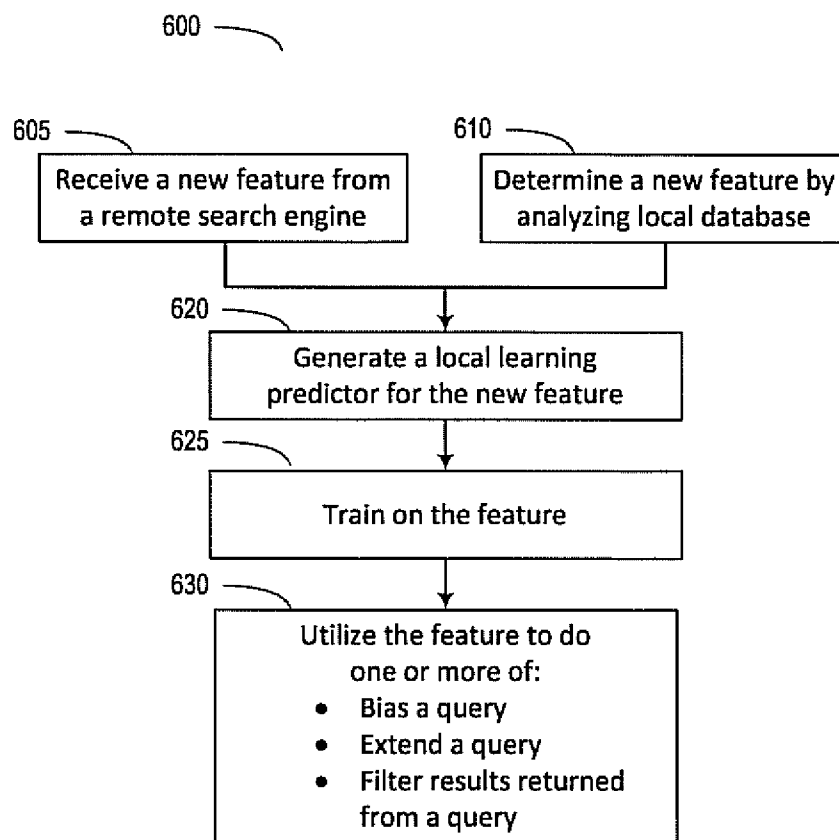 600
605
610
Receive a new feature from
a remote search engine
Determine a new feature by
analyzing local database
620
Generate a local learning
predictor for the new feature
625
Train on the feature
630
Utilize the feature to do
one or more of:
• Bias a query
• Extend a query
• Filter results returned
from a query